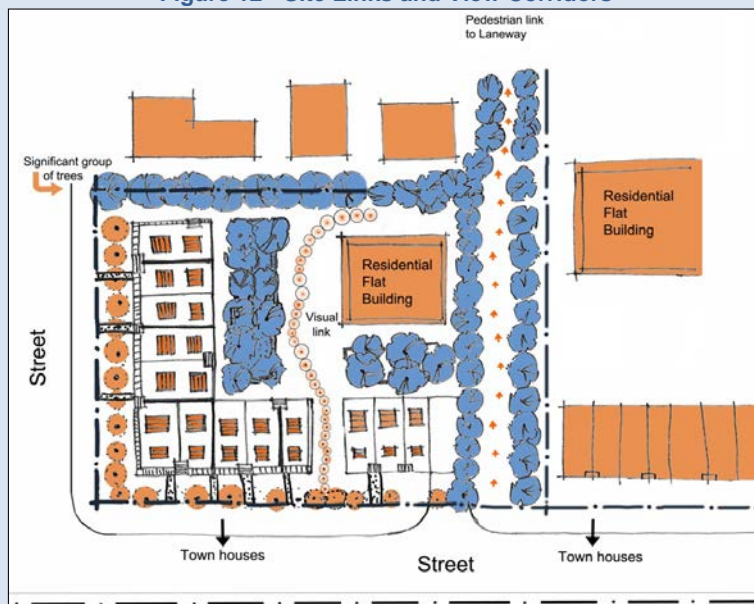 Pedestrian link
to Laneway
Significant group
of trees
Residential
Flat
Building
Residential
Flat
Building
Visual
link
Street
Town houses
Street
Town houses